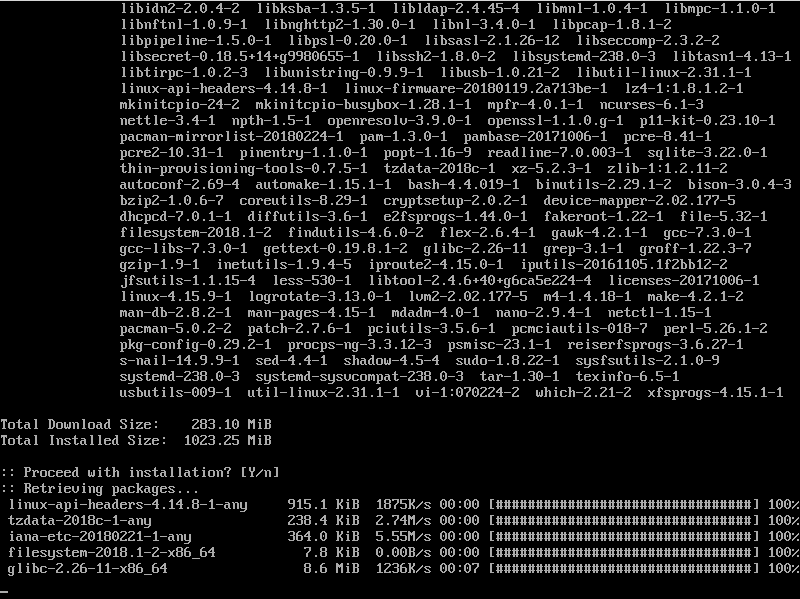 libidn2-2.0.4-2 libksba-1.3.5-1 libldap-2.4.45-4 libmnl-1.0.4-1 libmpc-1.1.0-1
libnftnl-1.0.9-1 libnghttp2-1.30.0-1 libnl-3.4.0-1 libpcap-1.8.1-2
libpipeline-1.5.0-1 libpsl-0.20.0-1 libsasl-2.1.26-12 libseccomp-2.3.2-2
libsecret-0.18.5+14+g9980655-1 libssh2-1.8.0-2 libsystemd-238.0-3 libtasn1-4.13-1
libtirpc-1.0.2-3 libunistring-0.9.9-1 libusb-1.0.21-2 libutil-linux-2.31.1-1
linux-api-headers-4.14.8-1 linux-firmware-20180119.2a713be-1 lz4-1:1.8.1.2-1
mkinitcpio-24-2 mkinitcpio-busybox-1.28.1-1 mpfr-4.0.1-1 ncurses-6.1-3
nettle-3.4-1 npth-1.5-1 openresolv-3.9.0-1 openssl-1.1.0.g-1 p11-kit-0.23.10-1
pacman-mirrorlist-20180224-1 pam-1.3.0-1 pambase-20171006-1 pcre-8.41-1
pcre2-10.31-1 pinentry-1.1.0-1 popt-1.16-9 readline-7.0.003-1 sqlite-3.22.0-1
thin-provisioning-tools-0.7.5-1 tzdata-2018c-1 xz-5.2.3-1 zlib-1:1.2.11-2
autoconf-2.69-4 automake-1.15.1-1 bash-4.4.019-1 binutils-2.29.1-2 bison-3.0.4-3
bzip2-1.0.6-7 coreutils-8.29-1 cryptsetup-2.0.2-1 device-mapper-2.02.177-5
dhcpcd-7.0.1-1 diffutils-3.6-1 e2fsprogs-1.44.0-1 fakeroot-1.22-1 file-5.32-1
filesystem-2018.1-2 findutils-4.6.0-2 flex-2.6.4-1 gawk-4.2.1-1 gcc-7.3.0-1
gcc-libs-7.3.0-1 gettext-0.19.8.1-2 glibc-2.26-11 grep-3.1-1 groff-1.22.3-7
gzip-1.9-1 inetutils-1.9.4-5 iproute2-4.15.0-1 iputils-20161105.1f2bb12-2
jfsutils-1.1.15-4 less-530-1 libtool-2.4.6+40+g6ca5e224-4 licenses-20171006-1
linux-4.15.9-1 logrotate-3.13.0-1 lvm2-2.02.177-5 m4-1.4.18-1 make-4.2.1-2
man-db-2.8.2-1 man-pages-4.15-1 mdadm-4.0-1 nano-2.9.4-1 netctl-1.15-1
pacman-5.0.2-2 patch-2.7.6-1 pciutils-3.5.6-1 pcmciautils-018-7 perl-5.26.1-2
pkg-config-0.29.2-1 procps-ng-3.3.12-3 psmisc-23.1-1 reiserfsprogs-3.6.27-1
s-nail-14.9.9-1 sed-4.4-1 shadow-4.5-4 sudo-1.8.22-1 sysfsutils-2.1.0-9
systemd-238.0-3 systemd-sysvcompat-238.0-3 tar-1.30-1 texinfo-6.5-1
usbutils-009-1 util-linux-2.31.1-1 vi-1:070224-2 which-2.21-2 xfsprogs-4.15.1-1
Total Download Size: 283.10 MiB
Total Installed Size: 1023.25 MiB
:: Proceed with installation? [Y/n]
:: Retrieving packages...
linux-api-headers-4.14.8-1-any 915.1 KiB 1875K/s 00:00 [################################] 100%
tzdata-2018c-1-any 238.4 KiB 2.74M/s 00:00 [################################] 100%
iana-etc-20180221-1-any 364.0 KiB 5.55M/s 00:00 [################################] 100%
filesystem-2018.1-2-x86_64 7.8 KiB 0.00B/s 00:00 [################################] 100%
glibc-2.26-11-x86_64 8.6 MiB 1236K/s 00:07 [################################] 100%